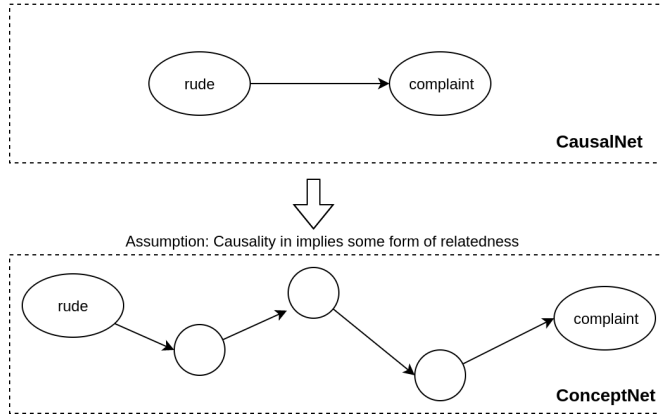 rude
complaint
CausalNet
Assumption: Causality in implies some form of relatedness
rude
complaint
ConceptNet